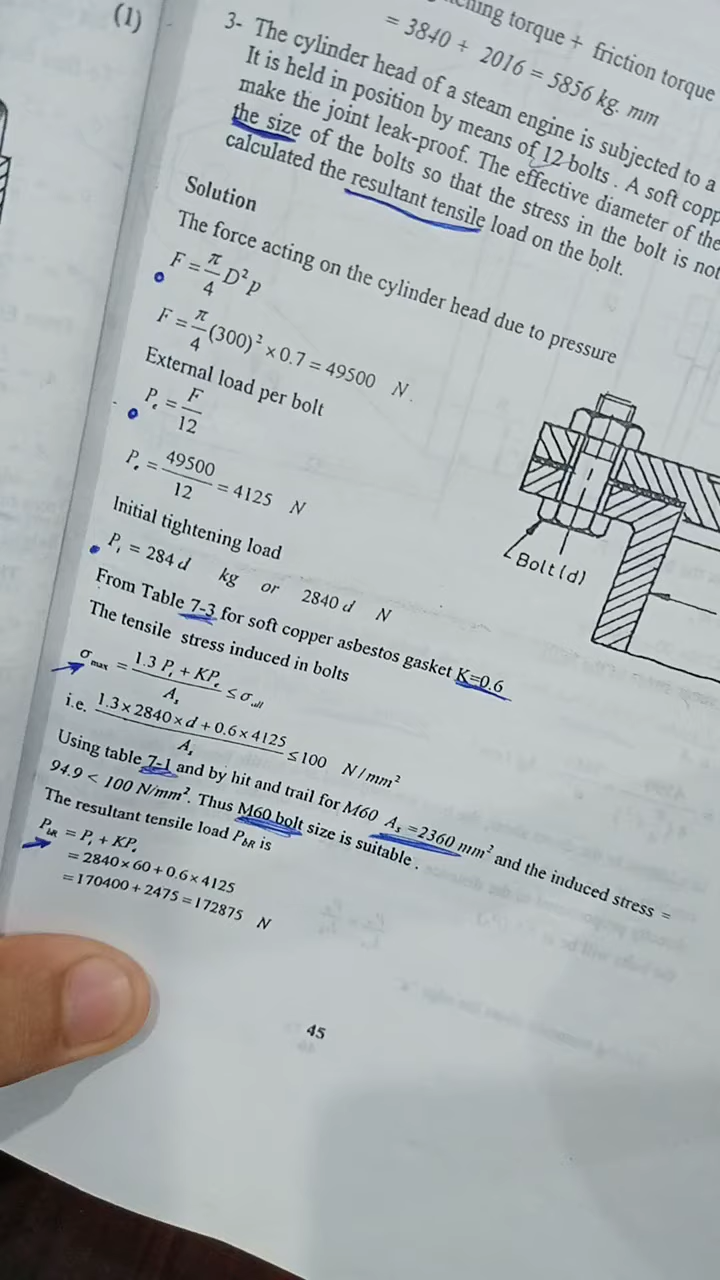 (1)
torque + friction torque
= 3840 + 2016 = 5856 kg. mm
3- The cylinder head of a steam engine is subjected to a
It is held in position by means of 12 bolts . A soft copp
make the joint leak-proof. The effective diameter of the
the size of the bolts so that the stress in the bolt is not
calculated the resultant tensile load on the bolt.
Solution
The force acting on the cylinder head due to pressure
F = π/4 D² p
F = π/4 (300)² × 0.7 = 49500 N.
External load per bolt
Pₑ = F/12
Pₑ = 49500/12 = 4125 N
Bolt(d)
Initial tightening load
Pᵢ = 284 d kg or 2840 d N
From Table 7-3 for soft copper asbestos gasket K=0.6
The tensile stress induced in bolts
σmax = (1.3 Pᵢ + KPₑ)/Aₛ ≤ σall
i.e. (1.3 × 2840 × d + 0.6 × 4125)/Aₛ ≤ 100 N/mm²
Using table 7-1 and by hit and trail for M60 Aₛ = 2360 mm² and the induced stress =
94.9 < 100 N/mm². Thus M60 bolt size is suitable .
The resultant tensile load PbR is
PbR = Pᵢ + KPₑ
= 2840 × 60 + 0.6 × 4125
= 170400 + 2475 = 172875 N
45